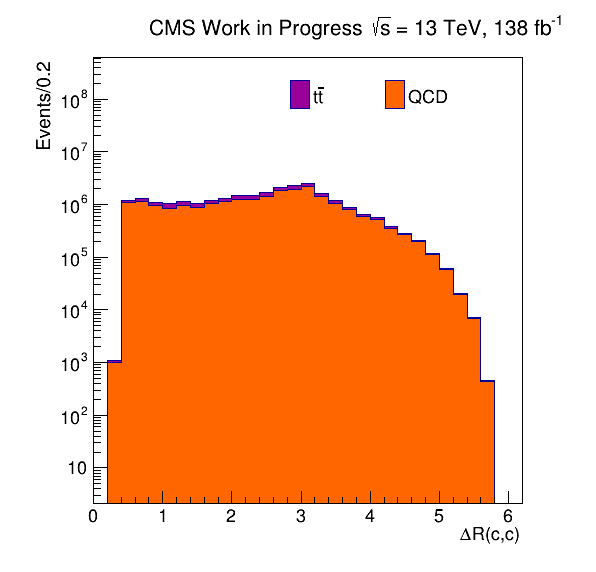 CMS Work in Progress √s = 13 TeV, 138 fb⁻¹
Events/0.2
tt̄ QCD
10⁸
10⁷
10⁶
10⁵
10⁴
10³
10²
10
0 1 2 3 4 5 6
ΔR(c,c)